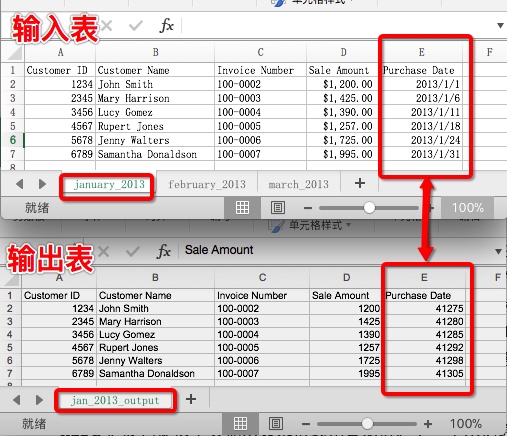 输入表
fx
单元格样式
A B C D E F
1 Customer ID Customer Name Invoice Number Sale Amount Purchase Date
2 1234 John Smith 100-0002 $1,200.00 2013/1/1
3 2345 Mary Harrison 100-0003 $1,425.00 2013/1/6
4 3456 Lucy Gomez 100-0004 $1,390.00 2013/1/11
5 4567 Rupert Jones 100-0005 $1,257.00 2013/1/18
6 5678 Jenny Walters 100-0006 $1,725.00 2013/1/24
7 6789 Samantha Donaldson 100-0007 $1,995.00 2013/1/31
january_2013 february_2013 march_2013 +
就绪 100%
单元格样式
输出表
fx Sale Amount
A B C D E F
1 Customer ID Customer Name Invoice Number Sale Amount Purchase Date
2 1234 John Smith 100-0002 1200 41275
3 2345 Mary Harrison 100-0003 1425 41280
4 3456 Lucy Gomez 100-0004 1390 41285
5 4567 Rupert Jones 100-0005 1257 41292
6 5678 Jenny Walters 100-0006 1725 41298
7 6789 Samantha Donaldson 100-0007 1995 41305
jan_2013_output +
就绪 100%